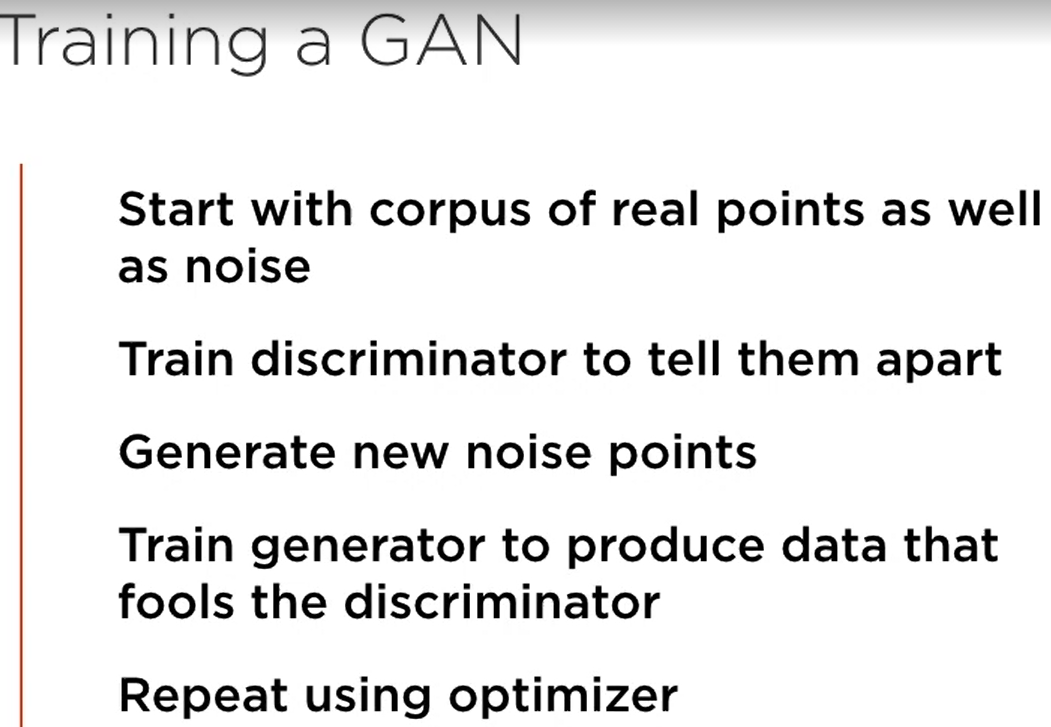 Training a GAN
Start with corpus of real points as well
as noise
Train discriminator to tell them apart
Generate new noise points
Train generator to produce data that
fools the discriminator
Repeat using optimizer